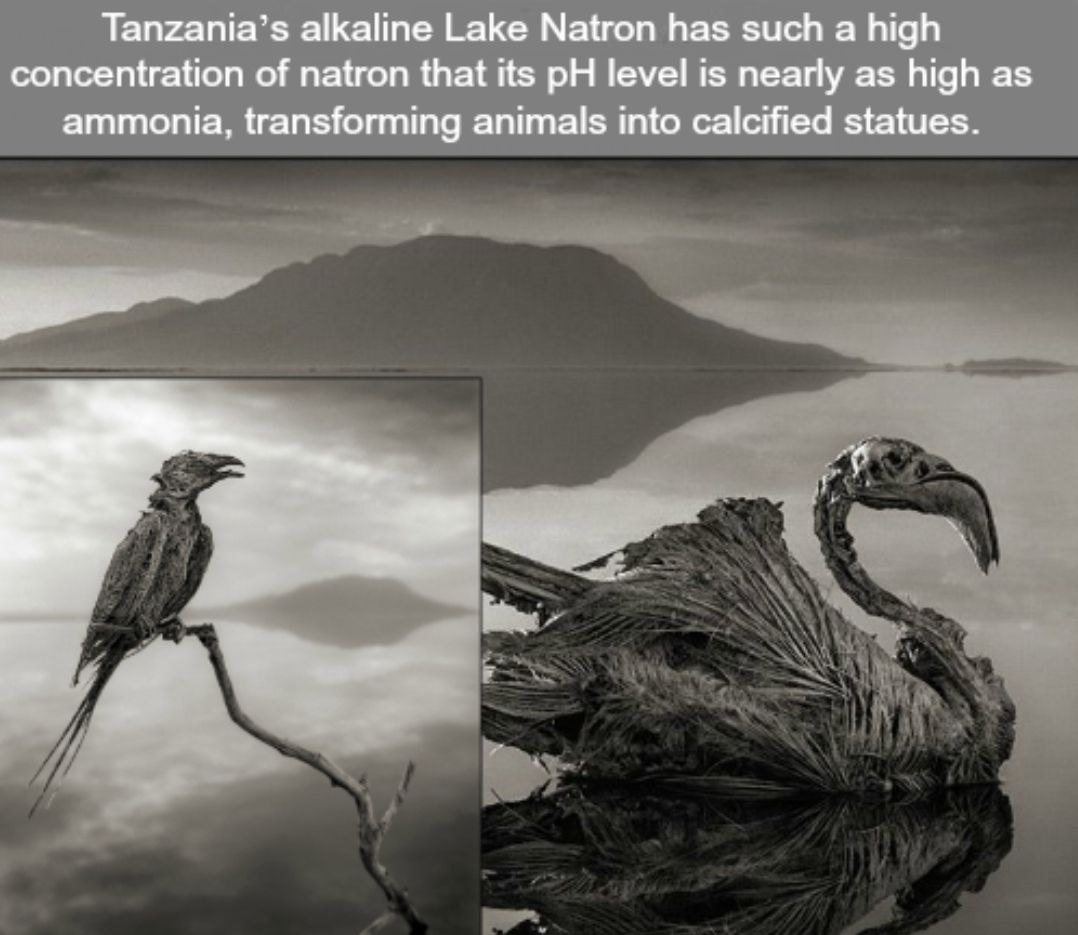 Tanzania's alkaline Lake Natron has such a high
concentration of natron that its pH level is nearly as high as
ammonia, transforming animals into calcified statues.